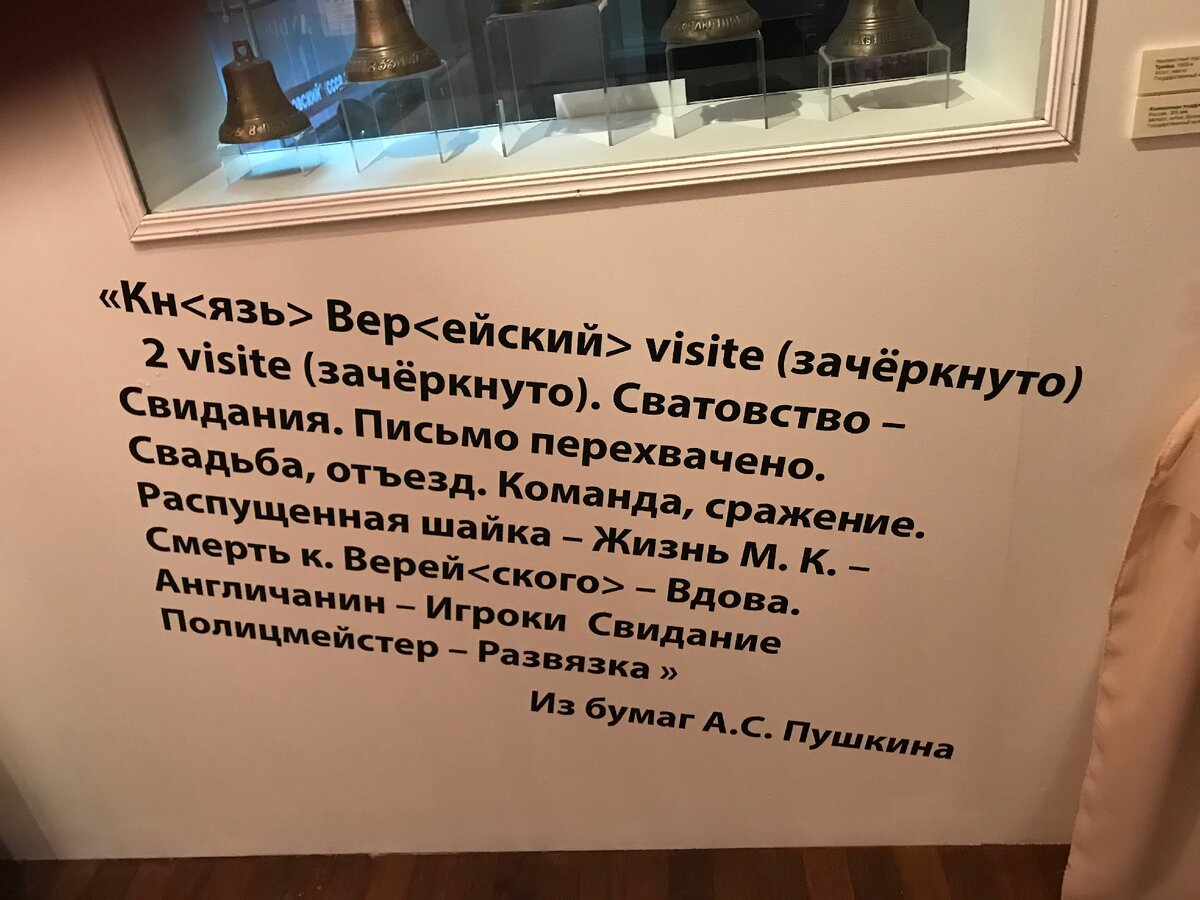 «Кн<язь> Вер<ейский> visite (зачёркнуто)
2 visite (зачёркнуто). Сватовство –
Свидания. Письмо перехвачено.
Свадьба, отъезд. Команда, сражение.
Распущенная шайка – Жизнь М. К. –
Смерть к. Верей<ского> – Вдова.
Англичанин – Игроки Свидание
Полицмейстер – Развязка »
Из бумаг А.С. Пушкина